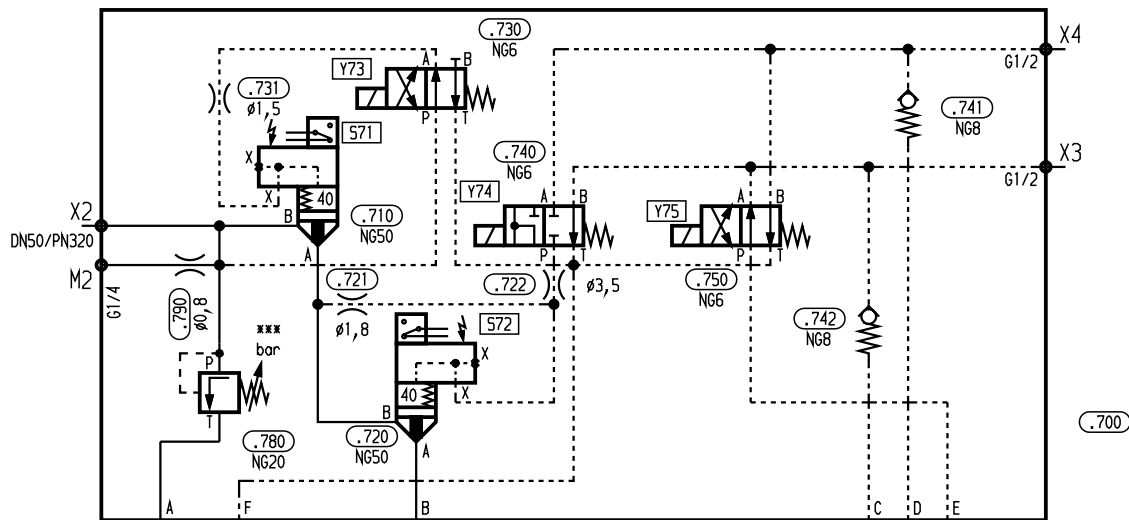 .730
NG6
X4
G1/2
Y73
A
B
P
T
.731
ø1,5
S71
X
X
40
B
A
.710
NG50
.741
NG8
.740
NG6
X3
G1/2
Y74
A
B
P
T
Y75
A
B
P
T
X2
DN50/PN320
M2
G1/4
.790
ø0,8
.721
ø1,8
.722
ø3,5
.750
NG6
.742
NG8
***
bar
S72
X
X
40
B
A
P
T
.780
NG20
.720
NG50
.700
A
F
B
C
D
E